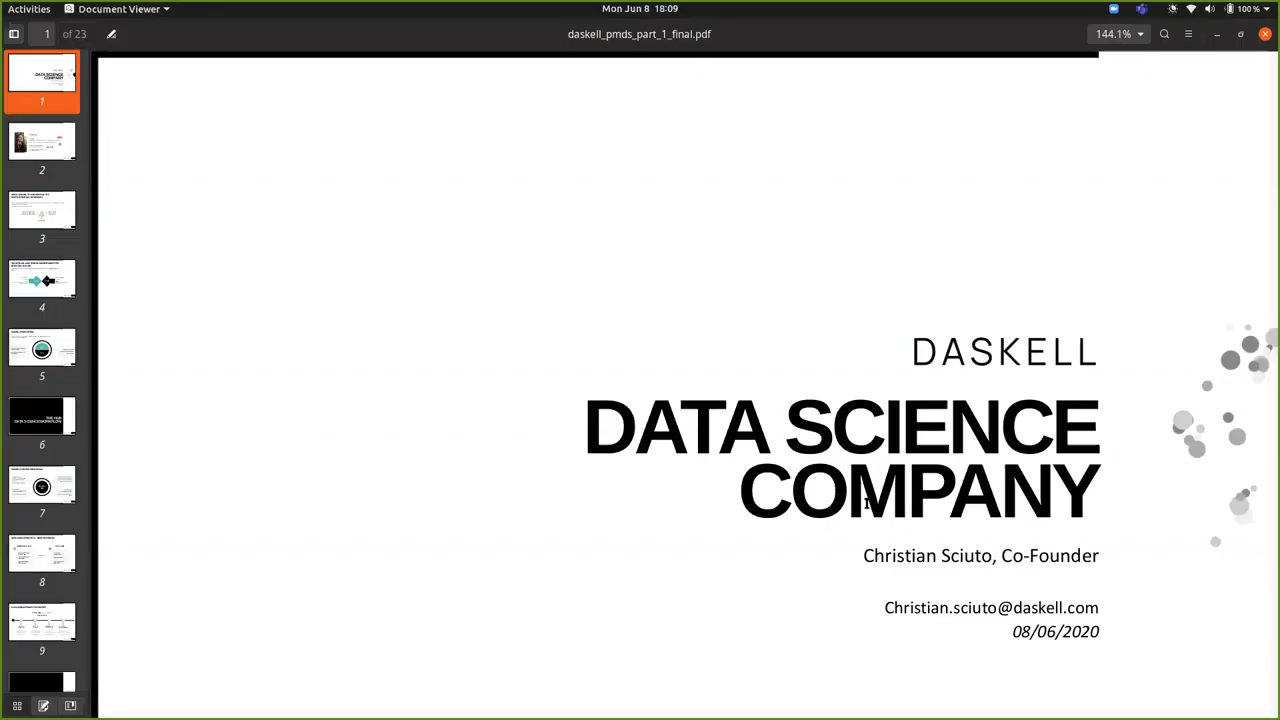 Activities
Document Viewer
Mon Jun 8 18:09
100 %
1 of 23
daskell_pmds_part_1_final.pdf
144.1%
1
2
3
4
5
6
7
8
9
DASKELL
DATA SCIENCE
COMPANY
Christian Sciuto, Co-Founder
Christian.sciuto@daskell.com
08/06/2020